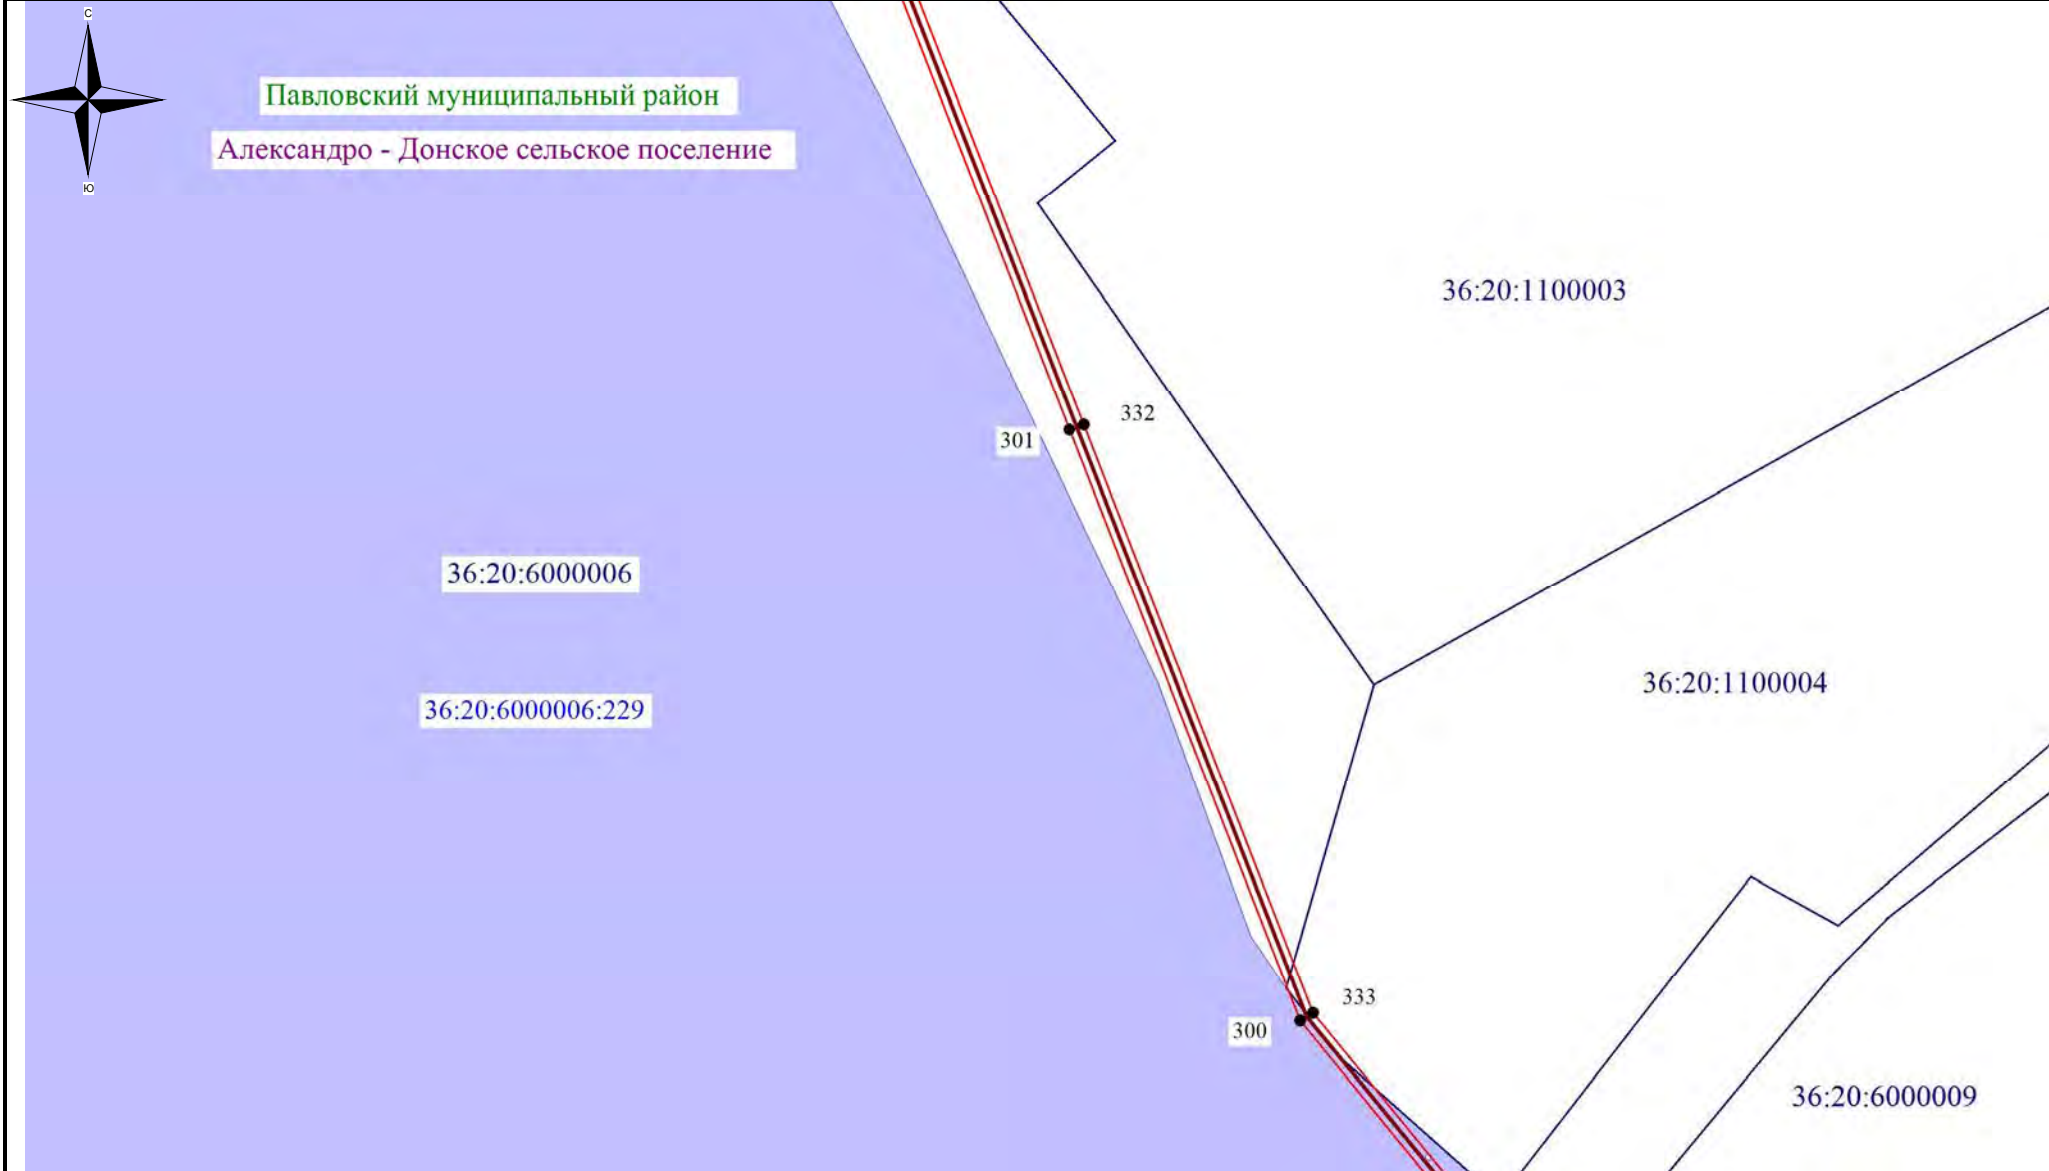 С
Павловский муниципальный район
Александро - Донское сельское поселение
Ю
36:20:1100003
332
301
36:20:6000006
36:20:1100004
36:20:6000006:229
333
300
36:20:6000009